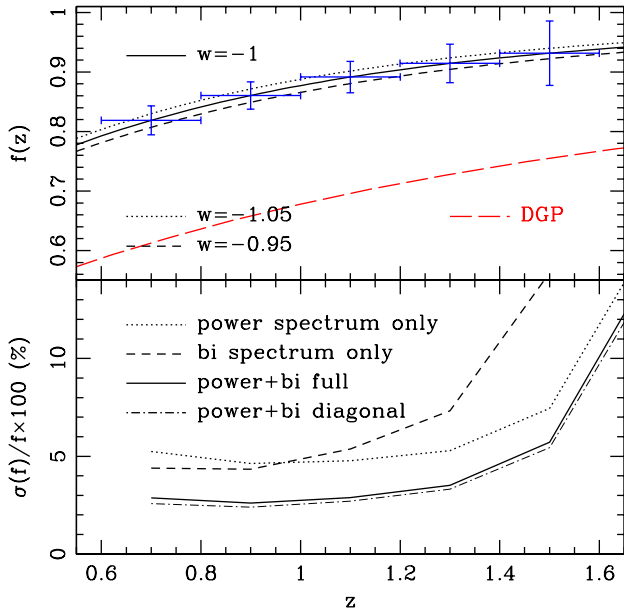 1
0.9
0.8
0.7
0.6
f(z)
w=−1
w=−1.05
w=−0.95
DGP
10
5
0
σ(f)/f×100 (%)
power spectrum only
bi spectrum only
power+bi full
power+bi diagonal
0.6 0.8 1 1.2 1.4 1.6
z